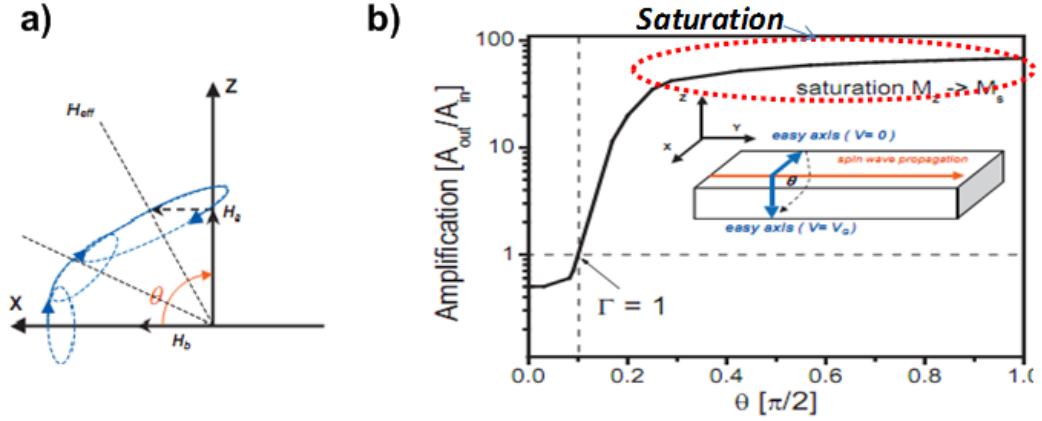 a)
Z
H_eff
H_a
θ
X
H_b
b)
Saturation
Amplification [A_out/A_in]
100
10
1
saturation M_z -> M_s
Z
Y
X
easy axis ( V= 0 )
spin wave propagation
θ
easy axis ( V= V_G )
Γ = 1
0.0 0.2 0.4 0.6 0.8 1.0
θ [π/2]